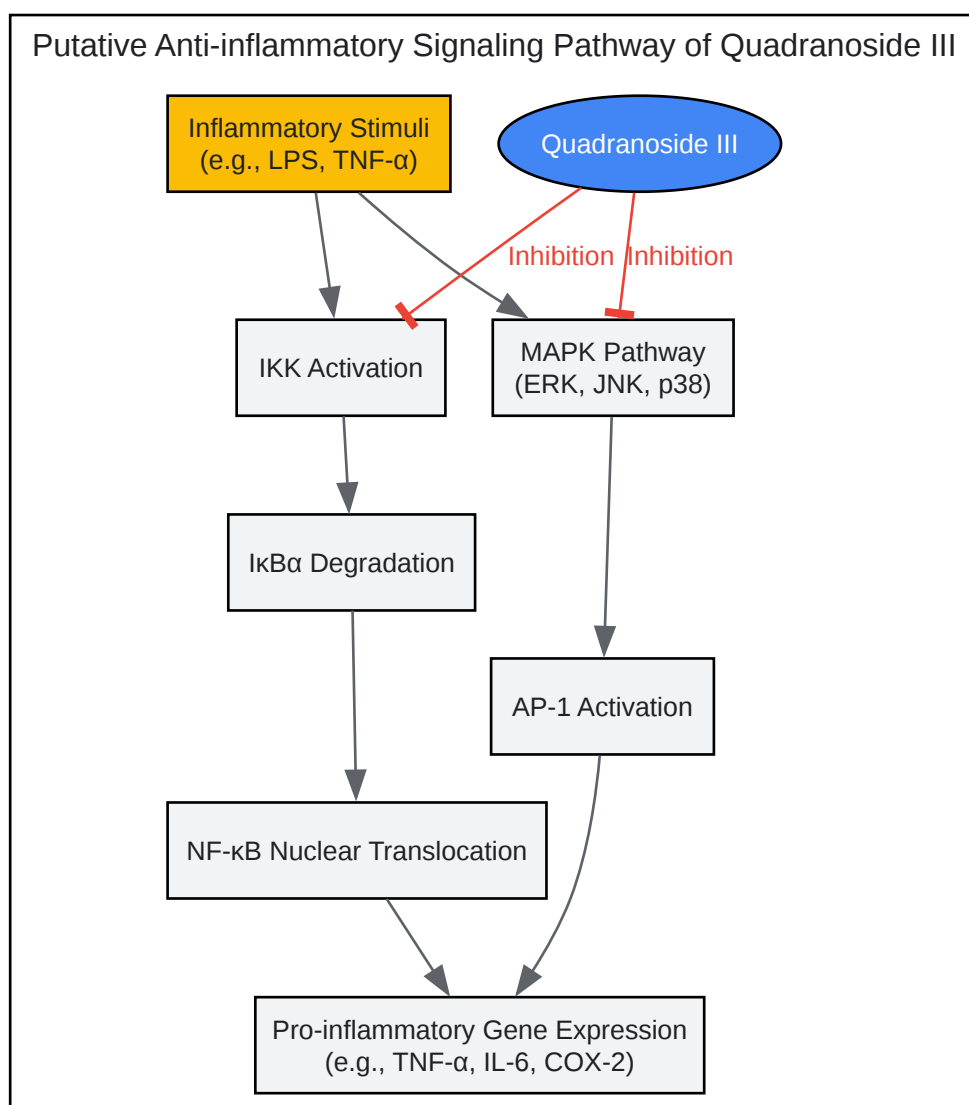 Putative Anti-inflammatory Signaling Pathway of Quadranoside III
Inflammatory Stimuli
(e.g., LPS, TNF-α)
Quadranoside III
Inhibition
Inhibition
IKK Activation
MAPK Pathway
(ERK, JNK, p38)
IκBα Degradation
AP-1 Activation
NF-κB Nuclear Translocation
Pro-inflammatory Gene Expression
(e.g., TNF-α, IL-6, COX-2)